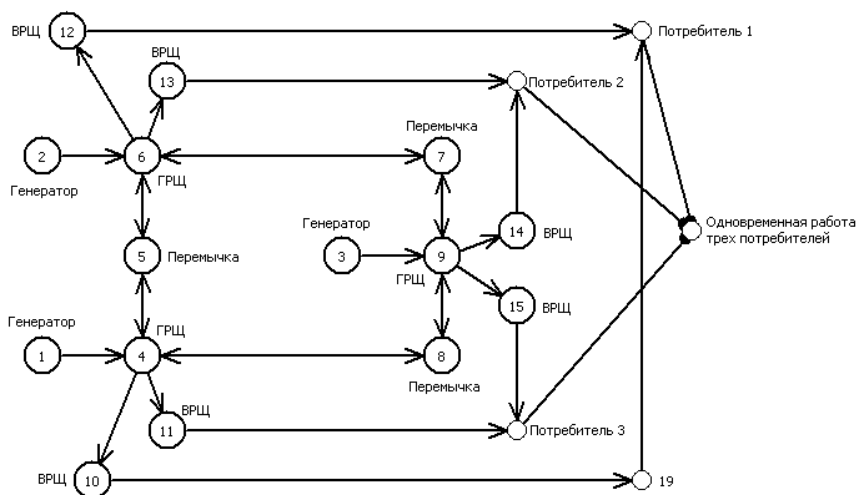 ВРЩ
12
Потребитель 1
ВРЩ
13
Потребитель 2
Перемычка
2
6
7
Генератор
ГРЩ
Генератор
14
ВРЩ
Одновременная работа
трех потребителей
5
Перемычка
3
9
ГРЩ
15
ВРЩ
Генератор
ГРЩ
1
4
8
Перемычка
ВРЩ
11
Потребитель 3
ВРЩ
10
19